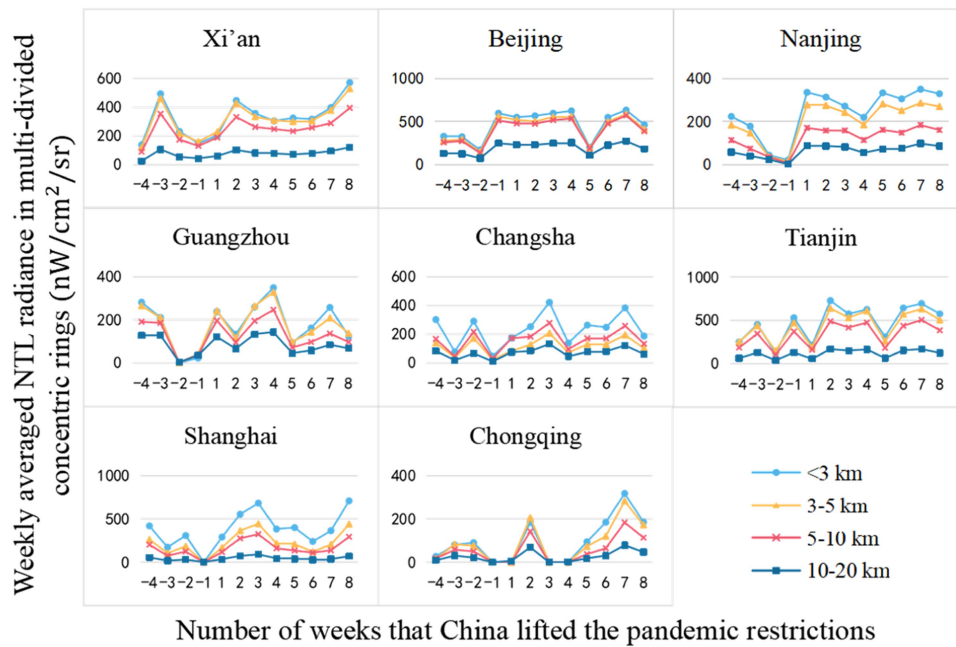 Weekly averaged NTL radiance in multi-divided
concentric rings (nW/cm²/sr)
Xi’an
600
400
200
0
−4 −3 −2 −1 1 2 3 4 5 6 7 8
Beijing
1000
500
0
−4 −3 −2 −1 1 2 3 4 5 6 7 8
Nanjing
400
200
0
−4 −3 −2 −1 1 2 3 4 5 6 7 8
Guangzhou
400
200
0
−4 −3 −2 −1 1 2 3 4 5 6 7 8
Changsha
600
400
200
0
−4 −3 −2 −1 1 2 3 4 5 6 7 8
Tianjin
1000
500
0
−4 −3 −2 −1 1 2 3 4 5 6 7 8
Shanghai
1000
500
0
−4 −3 −2 −1 1 2 3 4 5 6 7 8
Chongqing
400
200
0
−4 −3 −2 −1 1 2 3 4 5 6 7 8
<3 km
3-5 km
5-10 km
10-20 km
Number of weeks that China lifted the pandemic restrictions